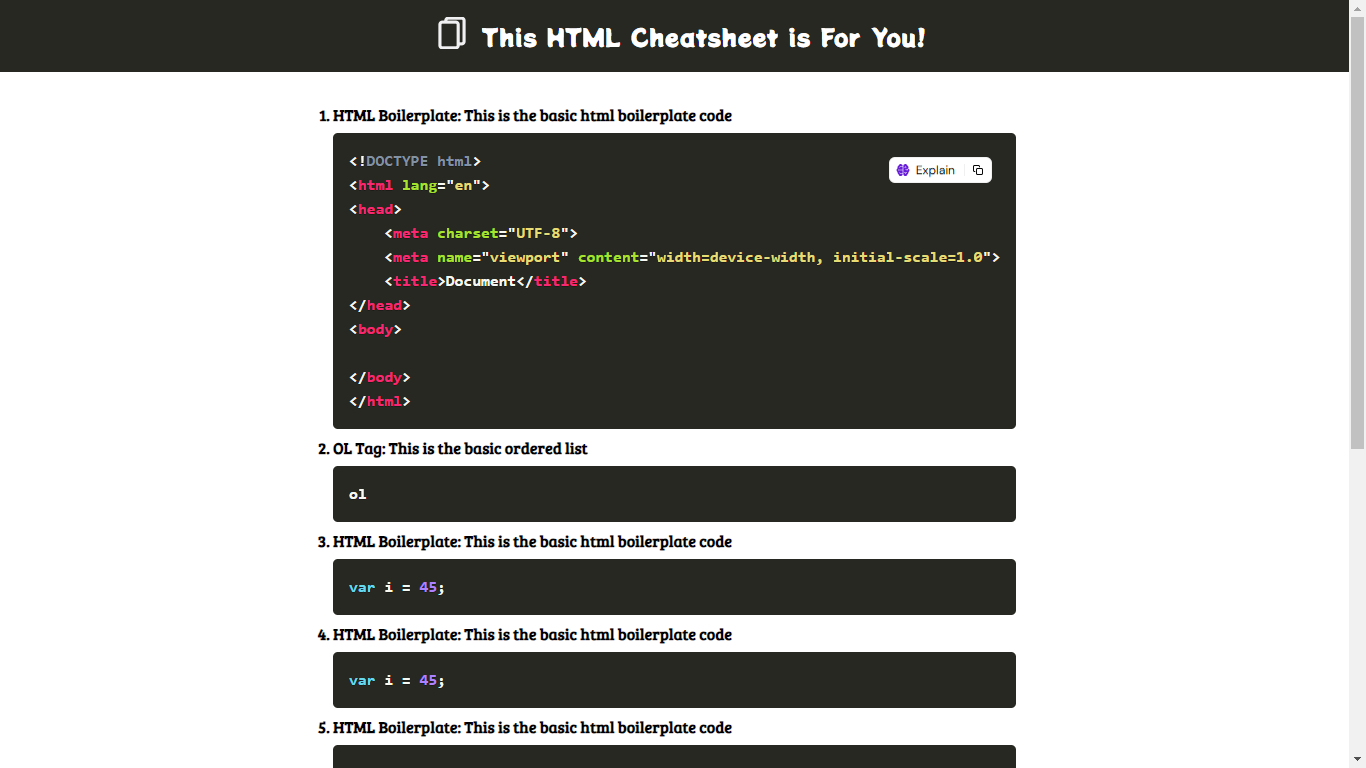 This HTML Cheatsheet is For You!
1. HTML Boilerplate: This is the basic html boilerplate code
<!DOCTYPE html>
Explain
<html lang="en">
<head>
    <meta charset="UTF-8">
    <meta name="viewport" content="width=device-width, initial-scale=1.0">
    <title>Document</title>
</head>
<body>
</body>
</html>
2. OL Tag: This is the basic ordered list
ol
3. HTML Boilerplate: This is the basic html boilerplate code
var i = 45;
4. HTML Boilerplate: This is the basic html boilerplate code
var i = 45;
5. HTML Boilerplate: This is the basic html boilerplate code